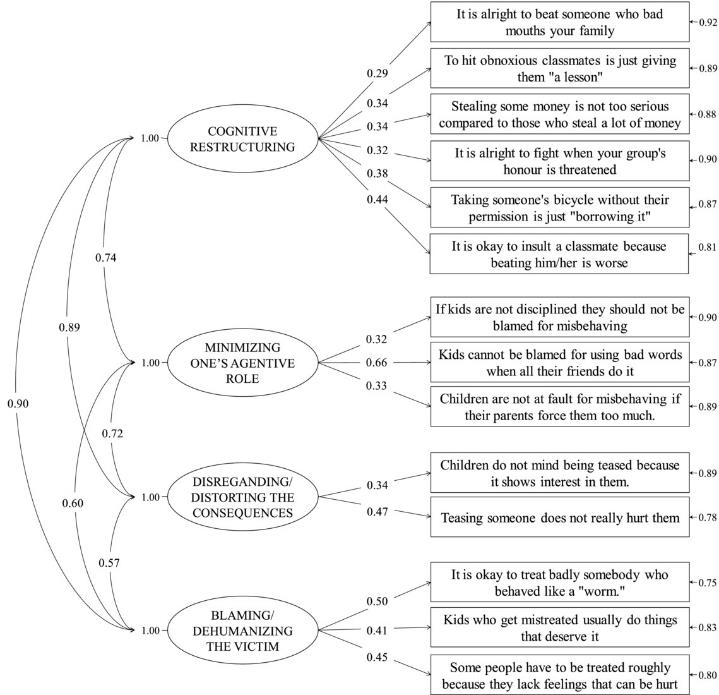 It is alright to beat someone who bad
mouths your family
0.92
To hit obnoxious classmates is just giving
them "a lesson"
0.89
Stealing some money is not too serious
compared to those who steal a lot of money
0.88
It is alright to fight when your group's
honour is threatened
0.90
Taking someone's bicycle without their
permission is just "borrowing it"
0.87
It is okay to insult a classmate because
beating him/her is worse
0.81
0.29
0.34
0.34
0.32
0.38
0.44
1.00
COGNITIVE
RESTRUCTURING
0.74
0.89
0.90
If kids are not disciplined they should not be
blamed for misbehaving
0.90
Kids cannot be blamed for using bad words
when all their friends do it
0.87
Children are not at fault for misbehaving if
their parents force them too much.
0.89
0.32
0.66
0.33
1.00
MINIMIZING
ONE'S AGENTIVE
ROLE
0.72
0.60
Children do not mind being teased because
it shows interest in them.
0.89
Teasing someone does not really hurt them
0.78
0.34
0.47
1.00
DISREGANDING/
DISTORTING THE
CONSEQUENCES
0.57
It is okay to treat badly somebody who
behaved like a "worm."
0.75
Kids who get mistreated usually do things
that deserve it
0.83
Some people have to be treated roughly
because they lack feelings that can be hurt
0.80
0.50
0.41
0.45
1.00
BLAMING/
DEHUMANIZING
THE VICTIM